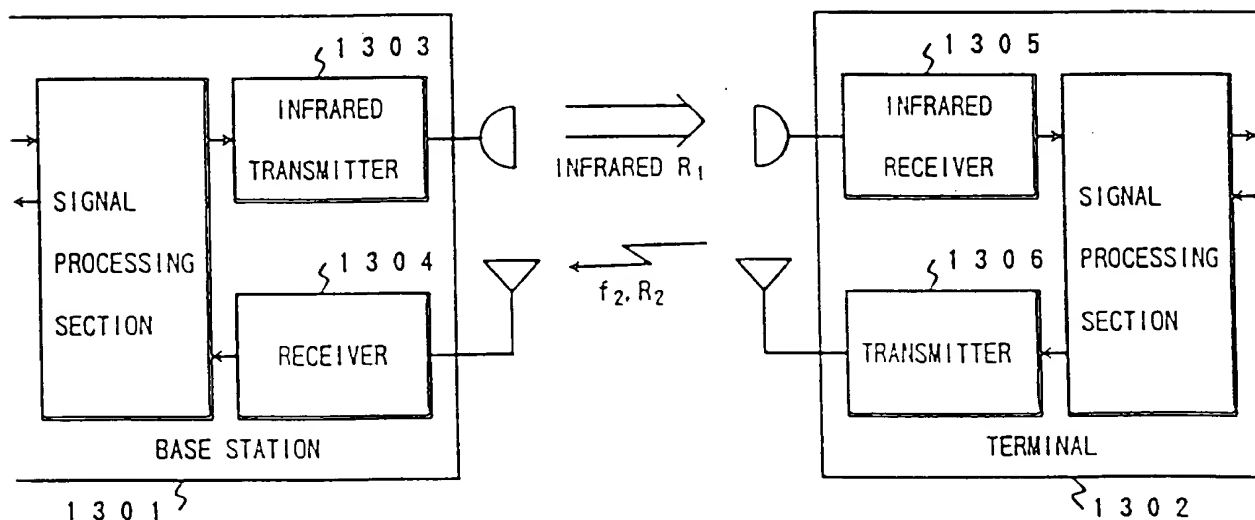 1303
INFRARED
TRANSMITTER
SIGNAL
PROCESSING
SECTION
1304
RECEIVER
BASE STATION
1301
INFRARED R₁
f₂, R₂
1305
INFRARED
RECEIVER
SIGNAL
PROCESSING
SECTION
1306
TRANSMITTER
TERMINAL
1302